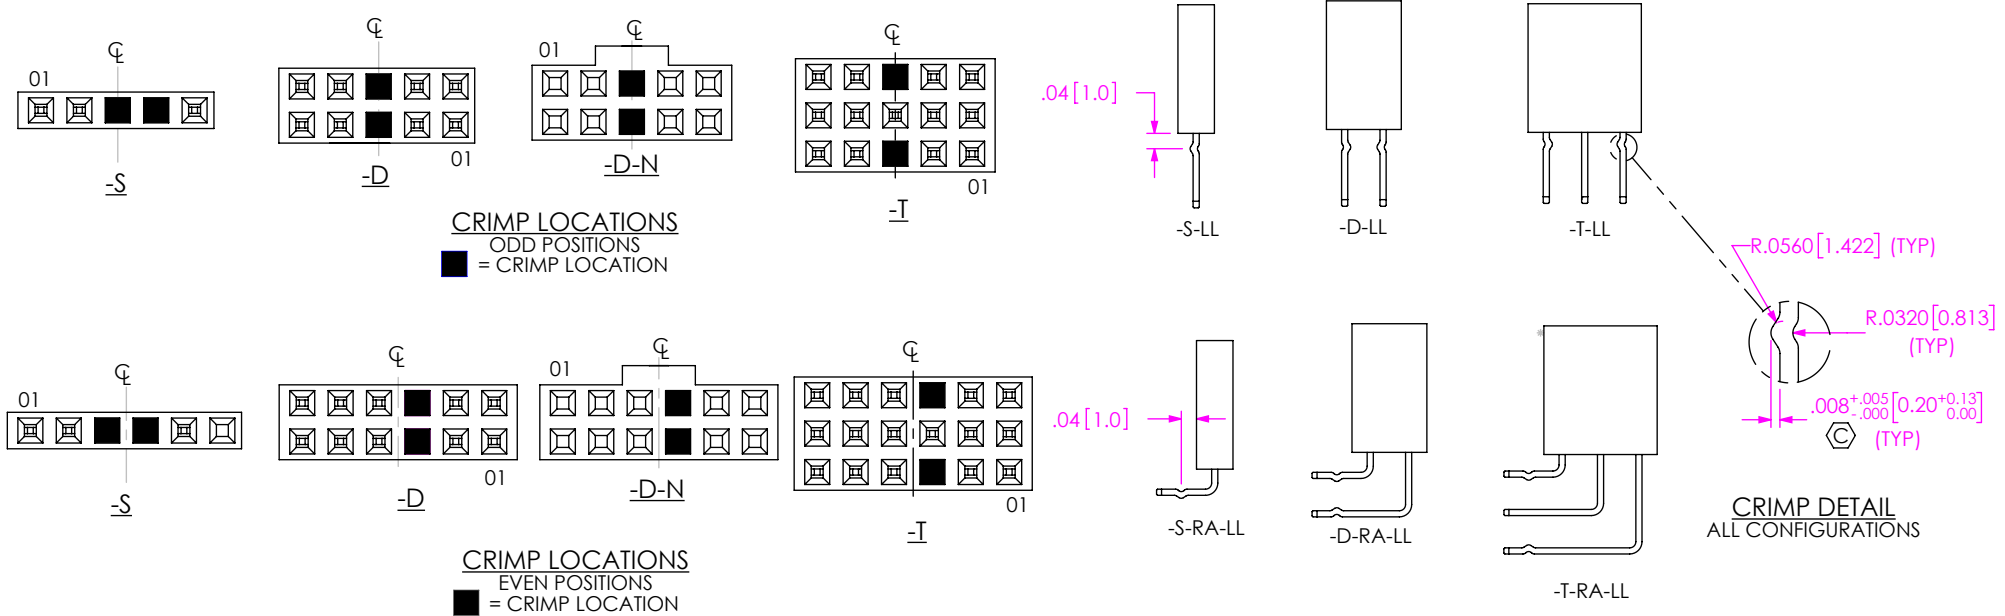 ℄
01
-S
℄
01
-D
℄
01
-D-N
℄
01
-T
CRIMP LOCATIONS
ODD POSITIONS
= CRIMP LOCATION
.04[1.0]
-S-LL
-D-LL
-T-LL
R.0560[1.422] (TYP)
R.0320[0.813]
(TYP)
.008+.005 -.000 [0.20+0.13 0.00]
C (TYP)
CRIMP DETAIL
ALL CONFIGURATIONS
℄
01
-S
℄
01
-D
℄
01
-D-N
℄
01
-T
CRIMP LOCATIONS
EVEN POSITIONS
= CRIMP LOCATION
.04[1.0]
-S-RA-LL
-D-RA-LL
*
-T-RA-LL